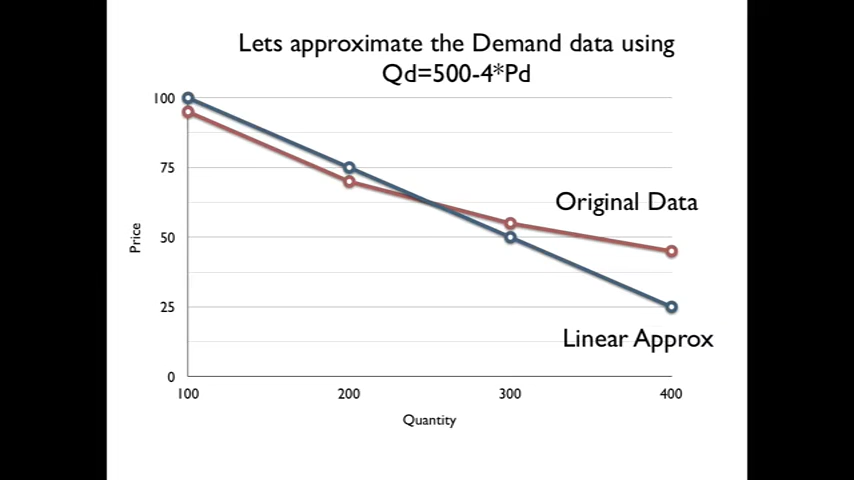 Lets approximate the Demand data using
Qd=500-4*Pd
100
75
50
25
0
Price
Original Data
Linear Approx
100 200 300 400
Quantity